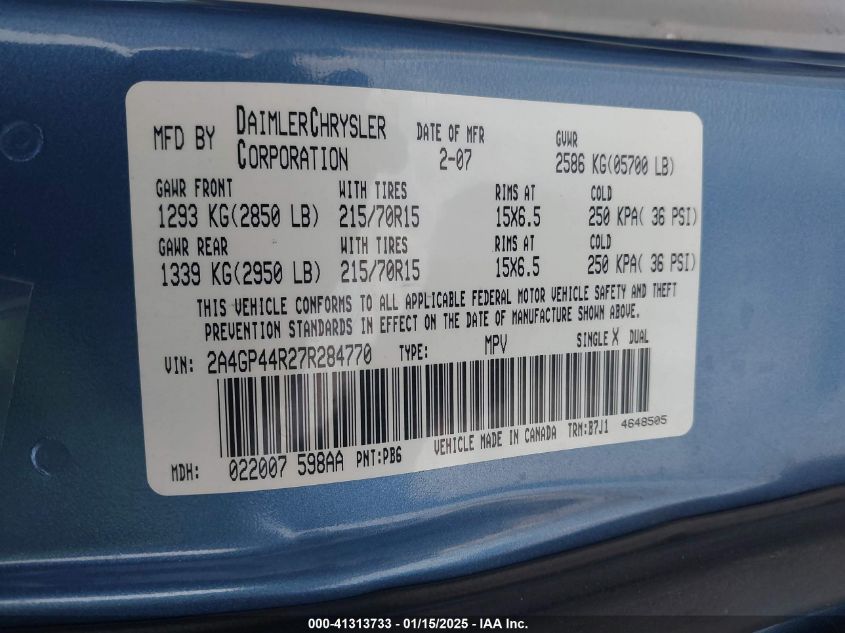 MFD BY DAIMLERCHRYSLER CORPORATION DATE OF MFR 2-07 GVWR 2586 KG(05700 LB)
GAWR FRONT WITH TIRES RIMS AT COLD
1293 KG(2850 LB) 215/70R15 15X6.5 250 KPA( 36 PSI)
GAWR REAR WITH TIRES RIMS AT COLD
1339 KG(2950 LB) 215/70R15 15X6.5 250 KPA( 36 PSI)
THIS VEHICLE CONFORMS TO ALL APPLICABLE FEDERAL MOTOR VEHICLE SAFETY AND THEFT
PREVENTION STANDARDS IN EFFECT ON THE DATE OF MANUFACTURE SHOWN ABOVE.
VIN: 2A4GP44R27R284770 TYPE: MPV SINGLE X DUAL
MDH: 022007 598AA PNT:PB6 VEHICLE MADE IN CANADA TRM:B7J1 4648505
000-41313733 - 01/15/2025 - IAA Inc.